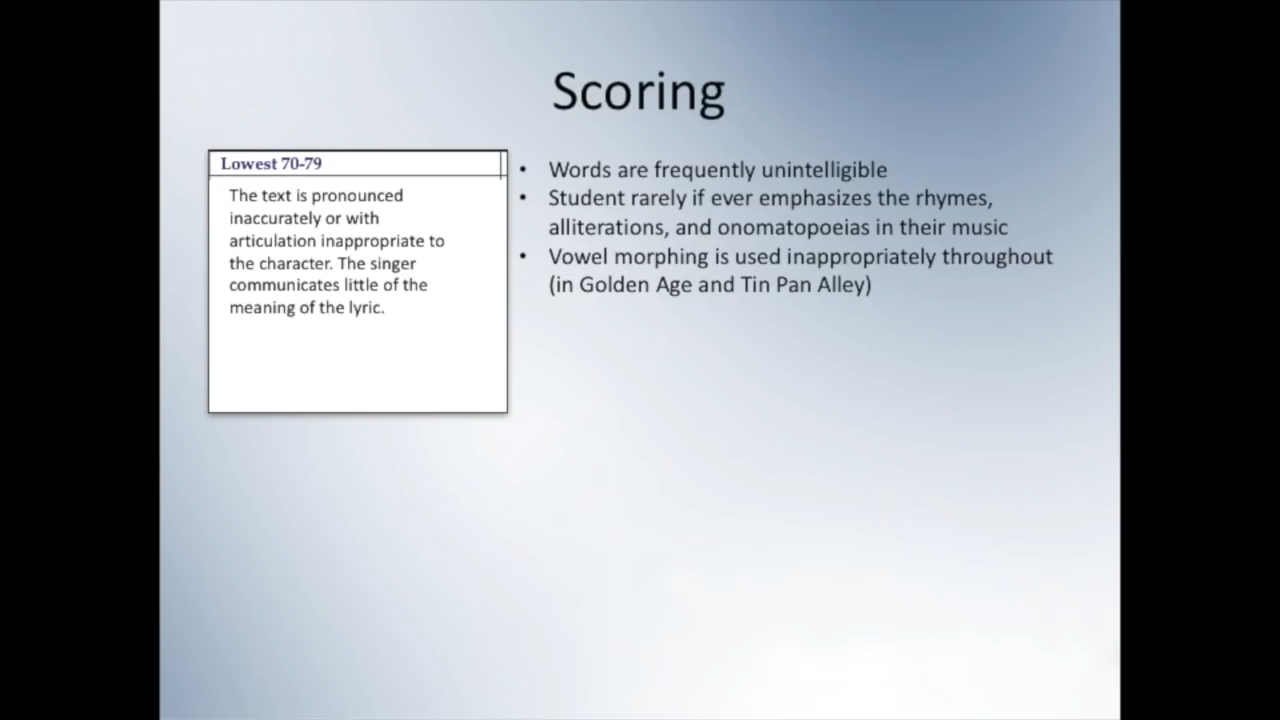 Scoring
Lowest 70-79
The text is pronounced
inaccurately or with
articulation inappropriate to
the character. The singer
communicates little of the
meaning of the lyric.
• Words are frequently unintelligible
• Student rarely if ever emphasizes the rhymes,
alliterations, and onomatopoeias in their music
• Vowel morphing is used inappropriately throughout
(in Golden Age and Tin Pan Alley)